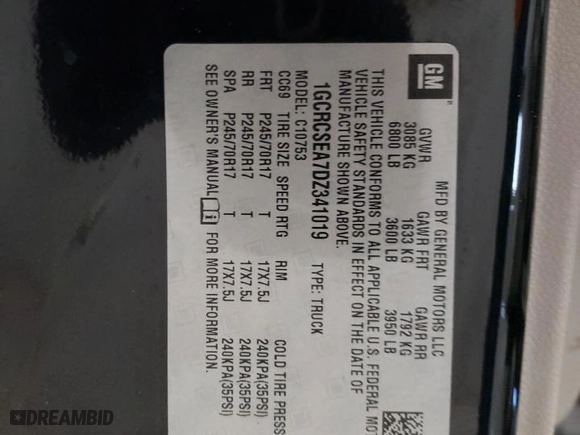 GM
MFD BY GENERAL MOTORS LLC
GVWR GAWR FRT GAWR RR
3085 KG 1633 KG 1792 KG
6800 LB 3600 LB 3950 LB
THIS VEHICLE CONFORMS TO ALL APPLICABLE U.S. FEDERAL MO
VEHICLE SAFETY STANDARDS IN EFFECT ON THE DATE OF
MANUFACTURE SHOWN ABOVE.
1GCRCSEA7DZ341019 TYPE: TRUCK
MODEL: C10753
CC69 TIRE SIZE SPEED RTG RIM COLD TIRE PRESS
FRT P245/70R17 T 17X7.5J 240KPA(35PSI)
RR P245/70R17 T 17X7.5J 240KPA(35PSI)
SPA P245/70R17 T 17X7.5J 240KPA(35PSI)
SEE OWNER'S MANUAL i FOR MORE INFORMATION.
DREAMBID